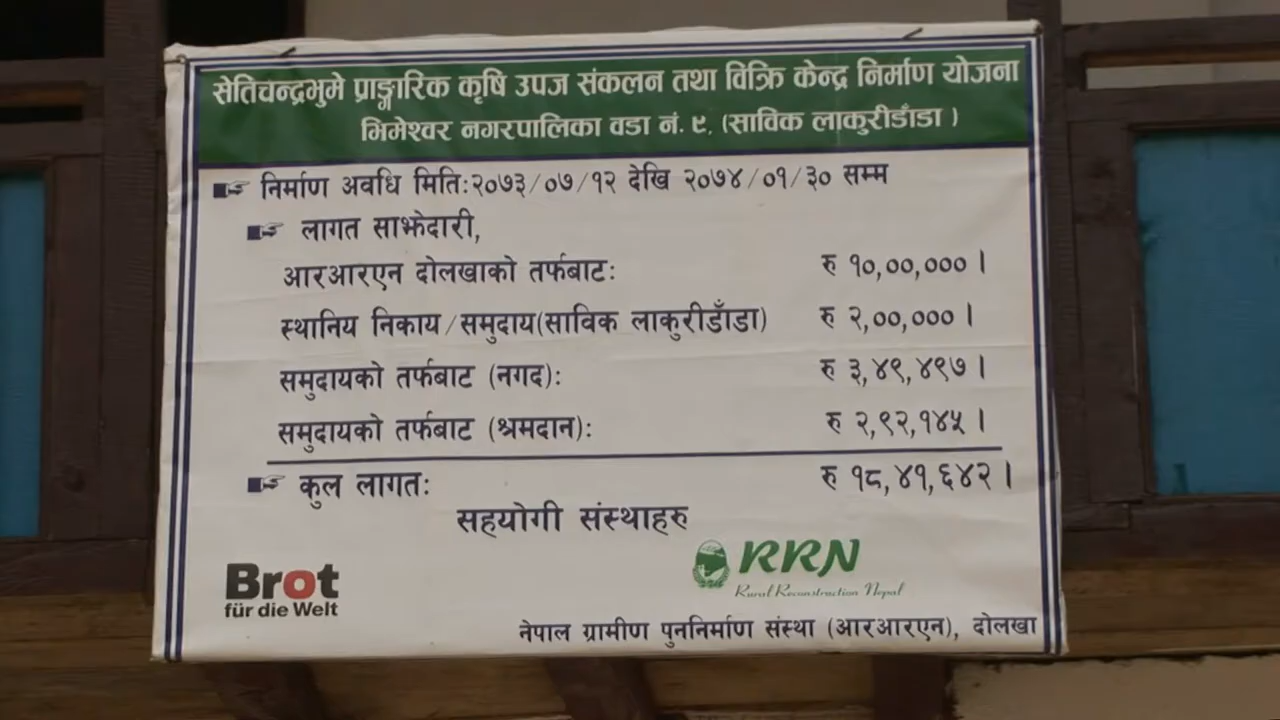 सेतिचन्द्रभुमे प्राङ्गारिक कृषि उपज संकलन तथा विक्रि केन्द्र निर्माण योजना
भिमेश्वर नगरपालिका वडा नं. ९, (साविक लाकुरीडाँडा)
निर्माण अवधि मिति:२०७३/०७/१२ देखि २०७४/०१/३० सम्म
लागत साझेदारी,
आरआरएन दोलखाको तर्फबाट: रु १०,००,०००।
स्थानिय निकाय/समुदाय(साविक लाकुरीडाँडा) रु २,००,०००।
समुदायको तर्फबाट (नगद): रु ३,४९,४९७।
समुदायको तर्फबाट (श्रमदान): रु २,९२,१४५।
कुल लागत: रु १८,४१,६४२।
सहयोगी संस्थाहरु
Brot
für die Welt
RRN
Rural Reconstruction Nepal
नेपाल ग्रामीण पुननिर्माण संस्था (आरआरएन), दोलखा